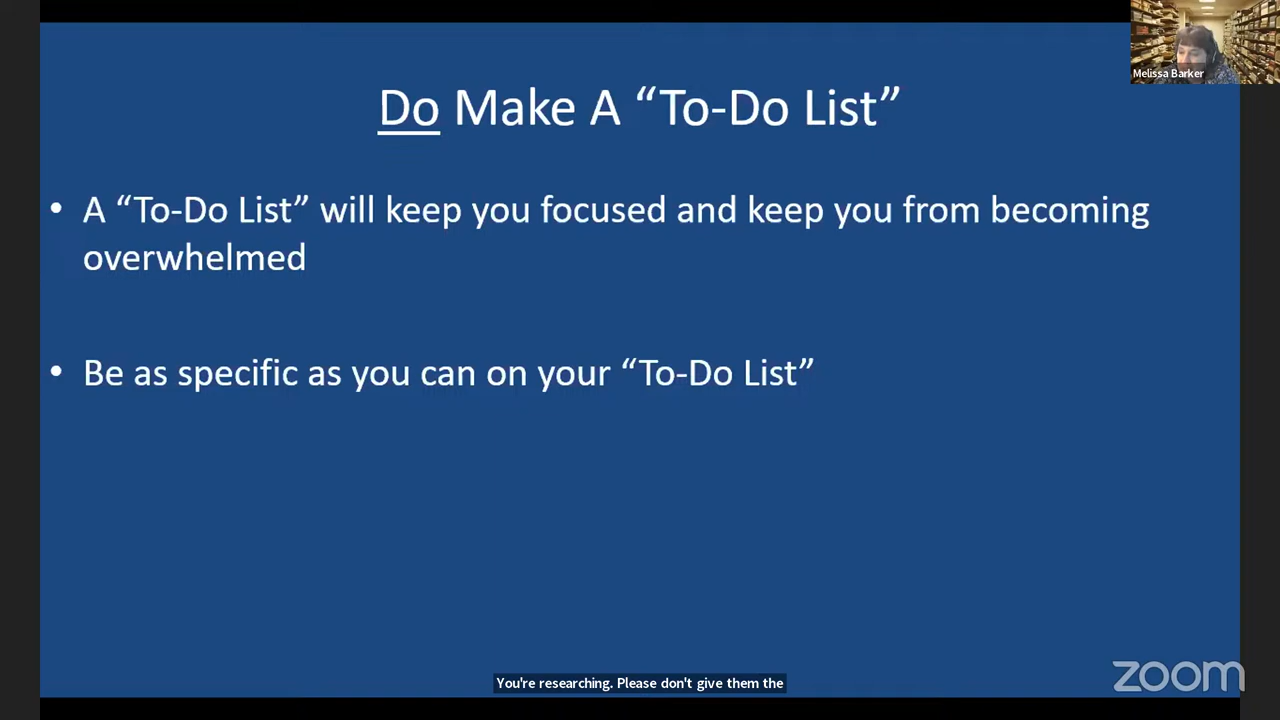 Melissa Barker
Do Make A “To-Do List”
• A “To-Do List” will keep you focused and keep you from becoming
overwhelmed
• Be as specific as you can on your “To-Do List”
You're researching. Please don't give them the
zoom